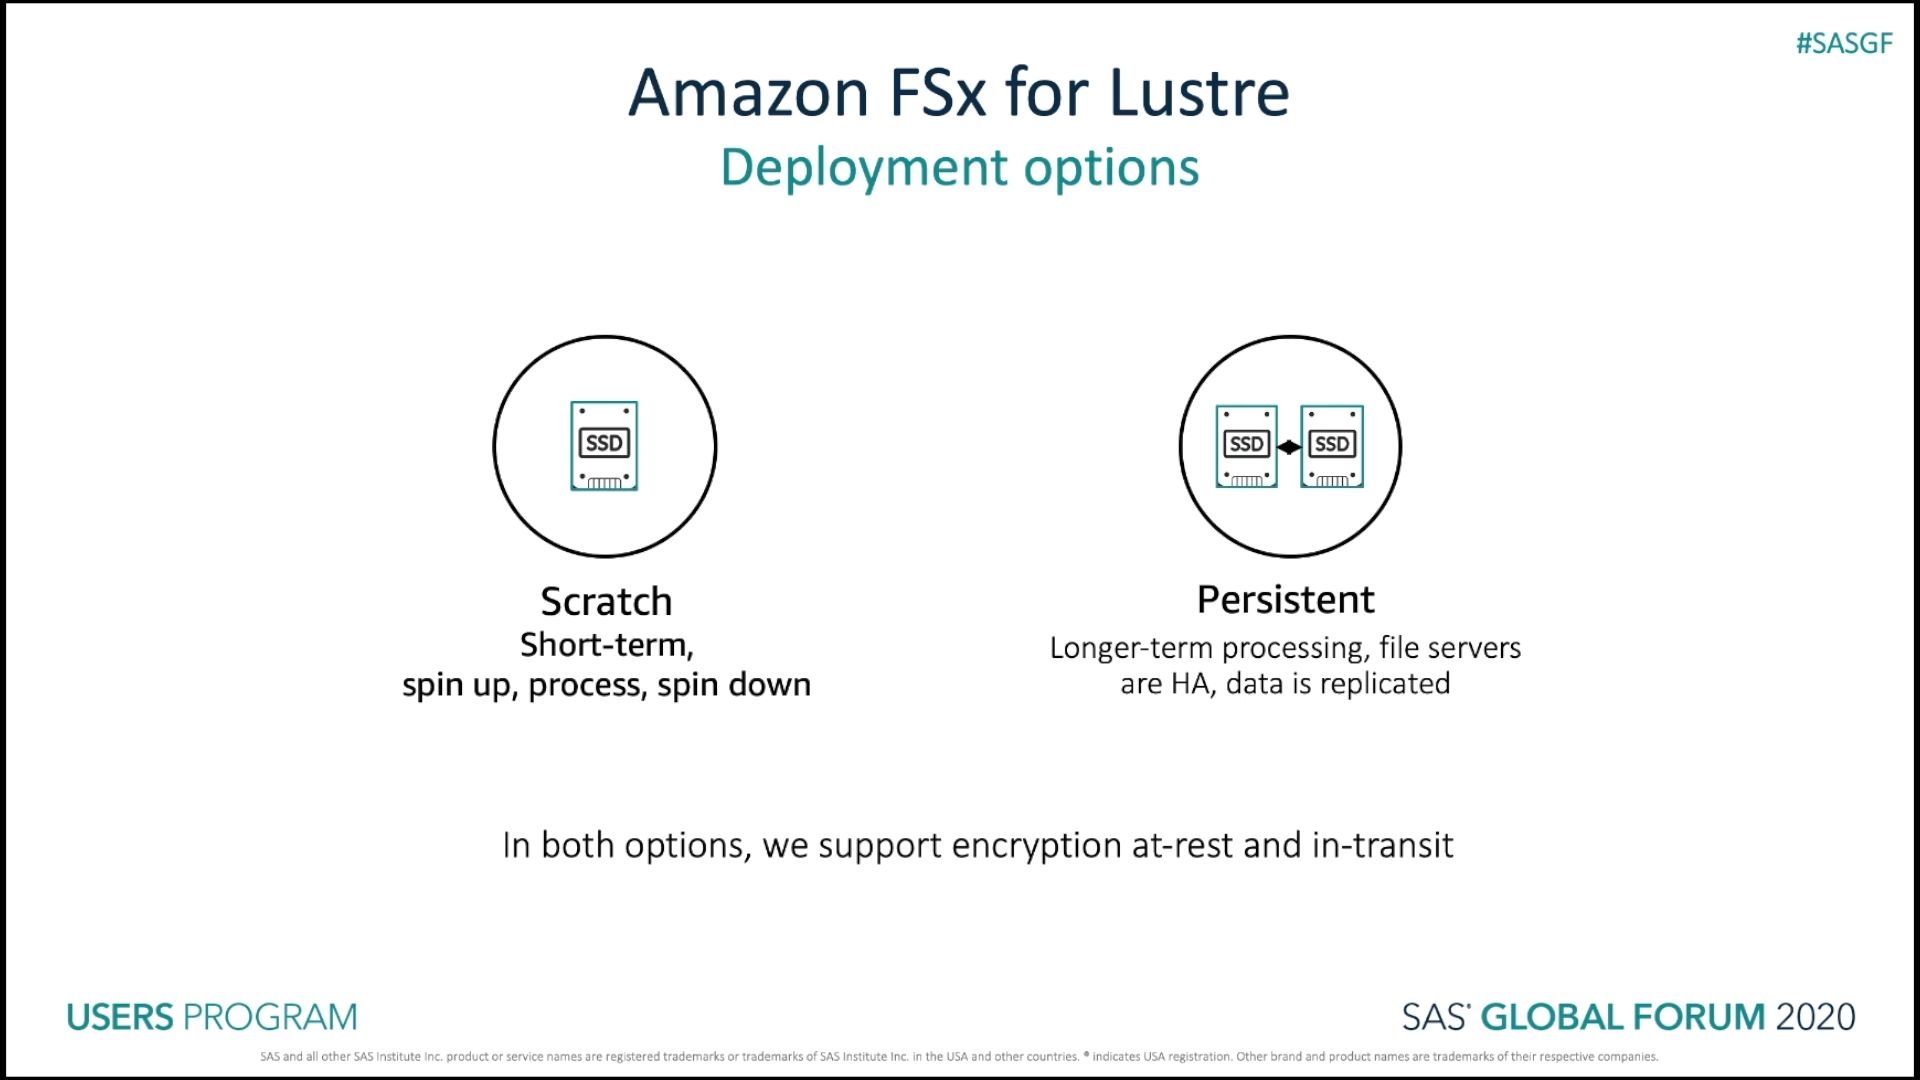 #SASGF
Amazon FSx for Lustre
Deployment options
SSD
SSD SSD
Scratch
Short-term,
spin up, process, spin down
Persistent
Longer-term processing, file servers
are HA, data is replicated
In both options, we support encryption at-rest and in-transit
USERS PROGRAM
SAS® GLOBAL FORUM 2020
SAS and all other SAS Institute Inc. product or service names are registered trademarks or trademarks of SAS Institute Inc. in the USA and other countries. ® indicates USA registration. Other brand and product names are trademarks of their respective companies.